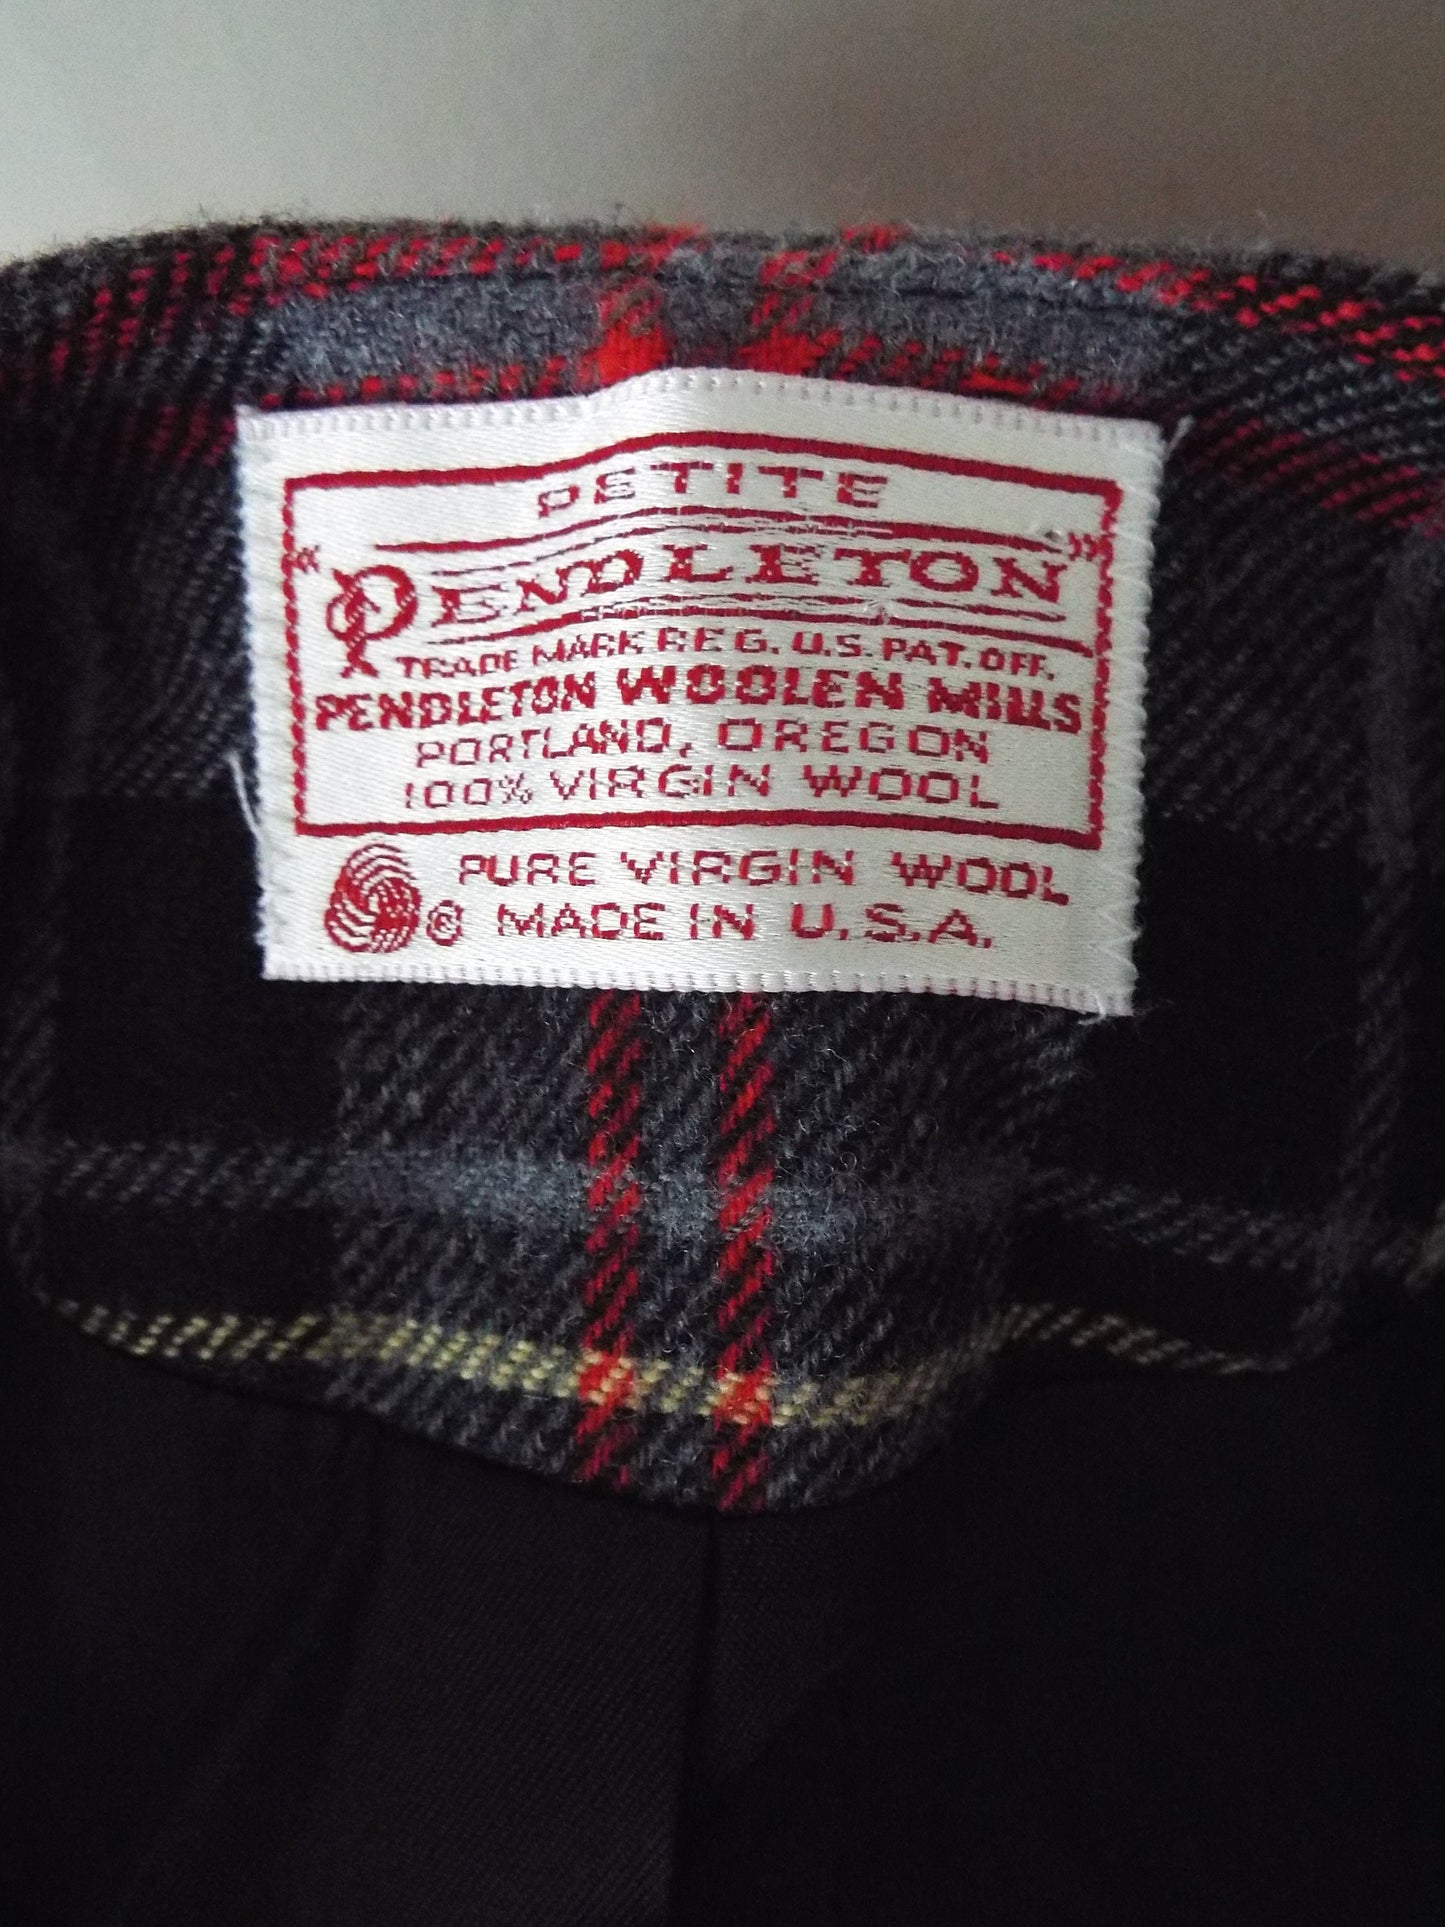 PETITE
PENDLETON
TRADE MARK REG. U.S. PAT. OFF.
PENDLETON WOOLEN MILLS
PORTLAND, OREGON
100% VIRGIN WOOL
PURE VIRGIN WOOL
® MADE IN U.S.A.